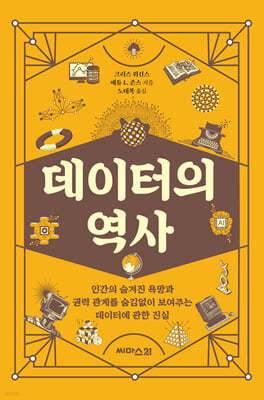 크리스 위긴스
매튜 L. 존스 지음
노태복 옮김
데이터의
역사
AI
인간의 숨겨진 욕망과
권력 관계를 숨김없이 보여주는
데이터에 관한 진실
씨마스21